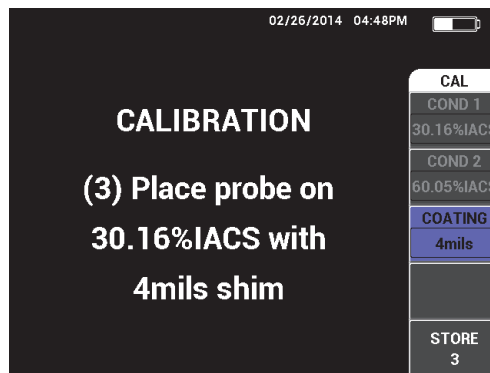 02/26/2014 04:48PM
CALIBRATION
(3) Place probe on
30.16%IACS with
4mils shim
CAL
COND 1
30.16%IACS
COND 2
60.05%IACS
COATING
4mils
STORE
3